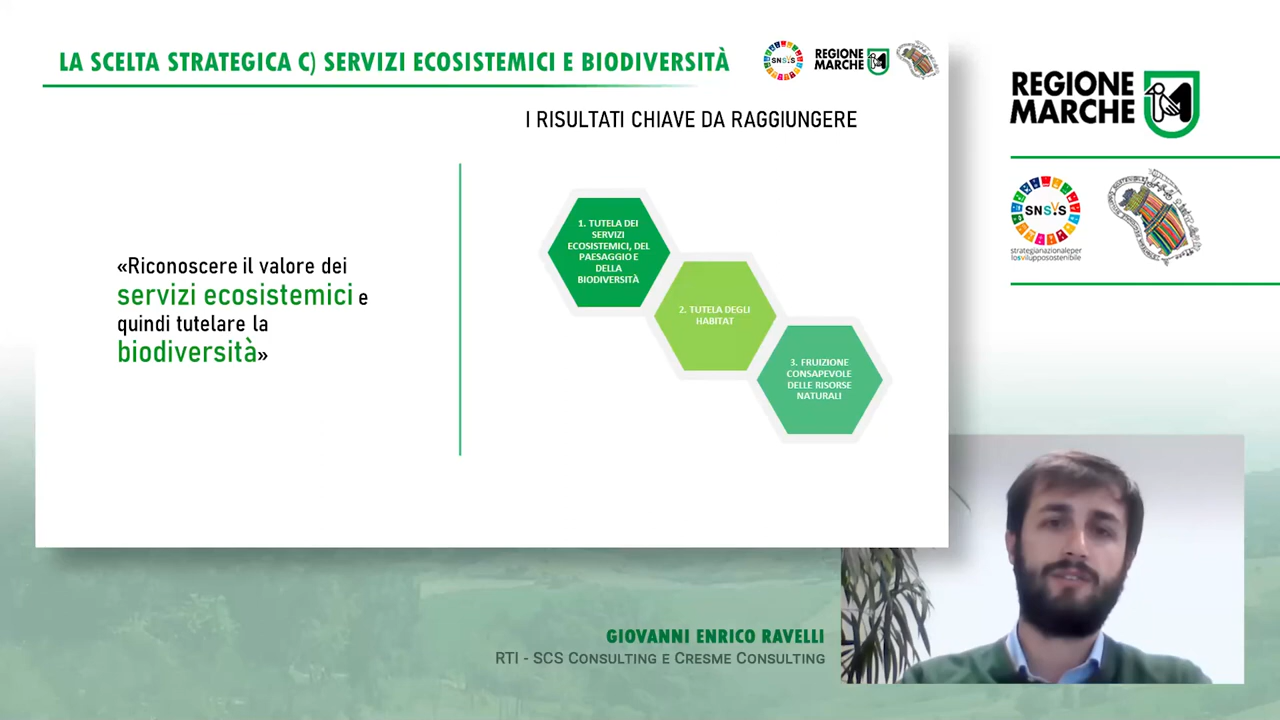 LA SCELTA STRATEGICA C) SERVIZI ECOSISTEMICI E BIODIVERSITÀ
SNSVS
REGIONE
MARCHE
I RISULTATI CHIAVE DA RAGGIUNGERE
«Riconoscere il valore dei
servizi ecosistemici e
quindi tutelare la
biodiversità»
1. TUTELA DEI
SERVIZI
ECOSISTEMICI, DEL
PAESAGGIO E
DELLA
BIODIVERSITÀ
2. TUTELA DEGLI
HABITAT
3. FRUIZIONE
CONSAPEVOLE
DELLE RISORSE
NATURALI
REGIONE
MARCHE
SNSVS
strategianazionaleper
losvilupposostenibile
GIOVANNI ENRICO RAVELLI
RTI - SCS CONSULTING E CRESME CONSULTING